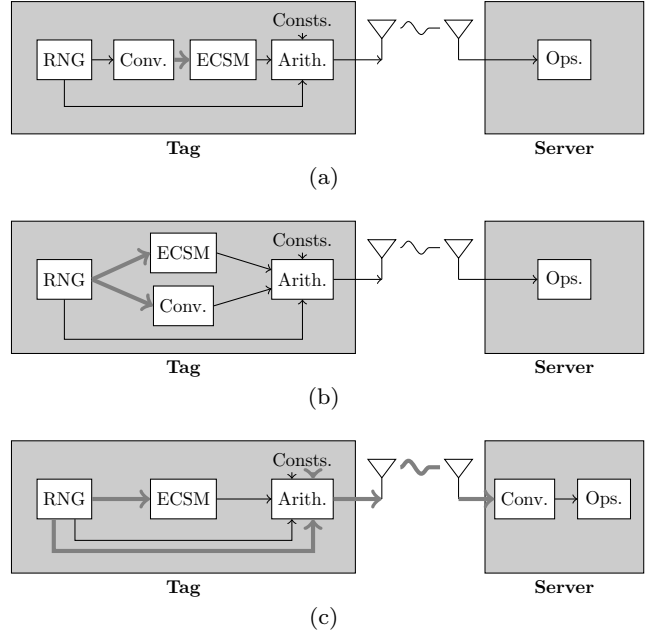 Consts.
RNG Conv. ECSM Arith. Ops.
Tag Server
(a)
Consts.
ECSM
RNG Arith. Ops.
Conv.
Tag Server
(b)
Consts.
RNG ECSM Arith. Conv. Ops.
Tag Server
(c)